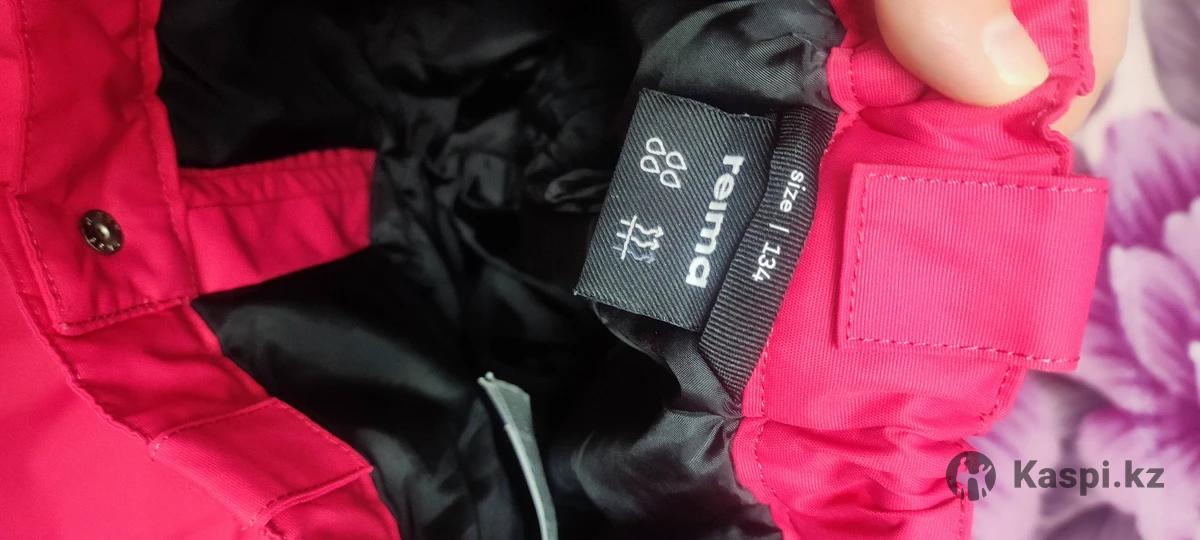 reima
size | 134
Kaspi.kz